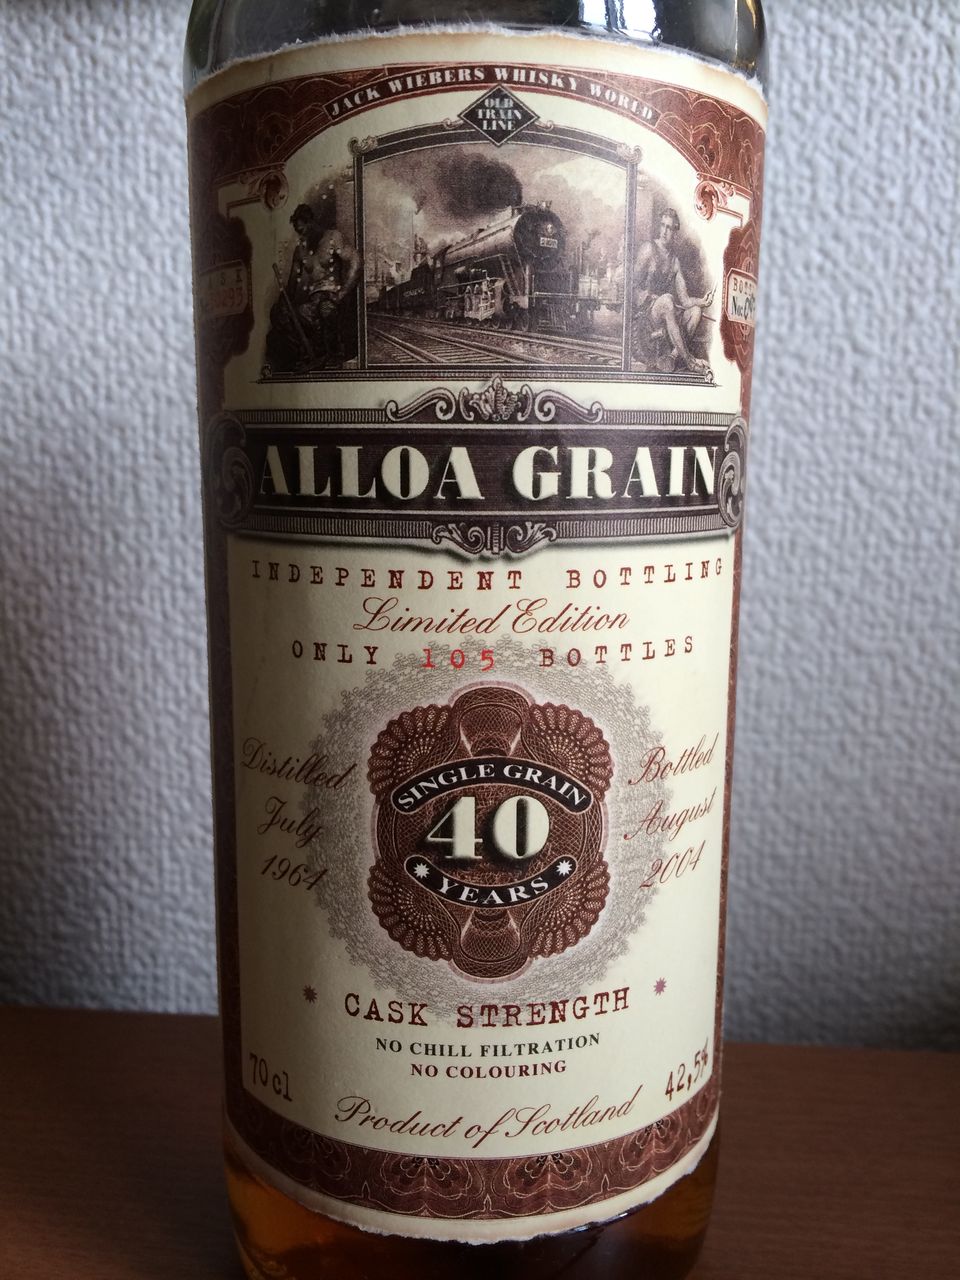 JACK WIEBERS WHISKY WORLD
OLD
TRAIN
LINE
ALLOA GRAIN
INDEPENDENT BOTTLING
Limited Edition
ONLY 105 BOTTLES
Distilled
July
1964
SINGLE GRAIN
40
YEARS
Bottled
August
2004
CASK STRENGTH
NO CHILL FILTRATION
NO COLOURING
70cl
42,5%
Product of Scotland